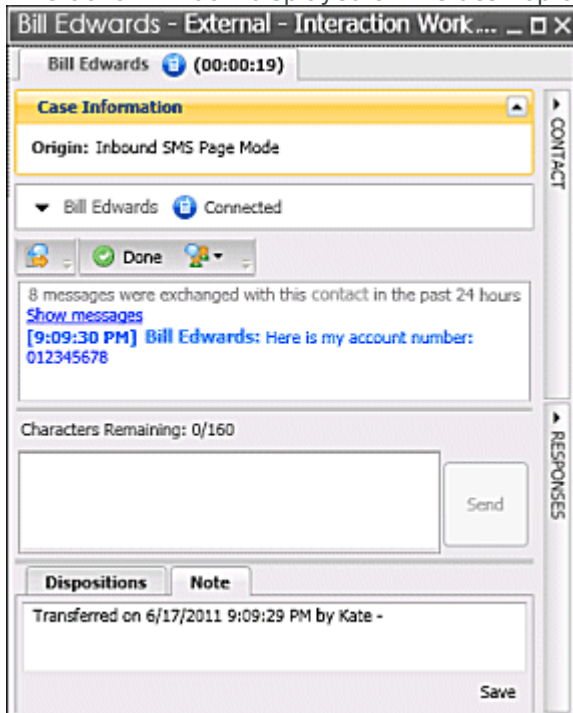 Bill Edwards - External - Interaction Work...
Bill Edwards (00:00:19)
Case Information
Origin: Inbound SMS Page Mode
CONTACT
Bill Edwards Connected
Done
8 messages were exchanged with this contact in the past 24 hours
Show messages
[9:09:30 PM] Bill Edwards: Here is my account number:
012345678
Characters Remaining: 0/160
RESPONSES
Send
Dispositions Note
Transferred on 6/17/2011 9:09:29 PM by Kate -
Save